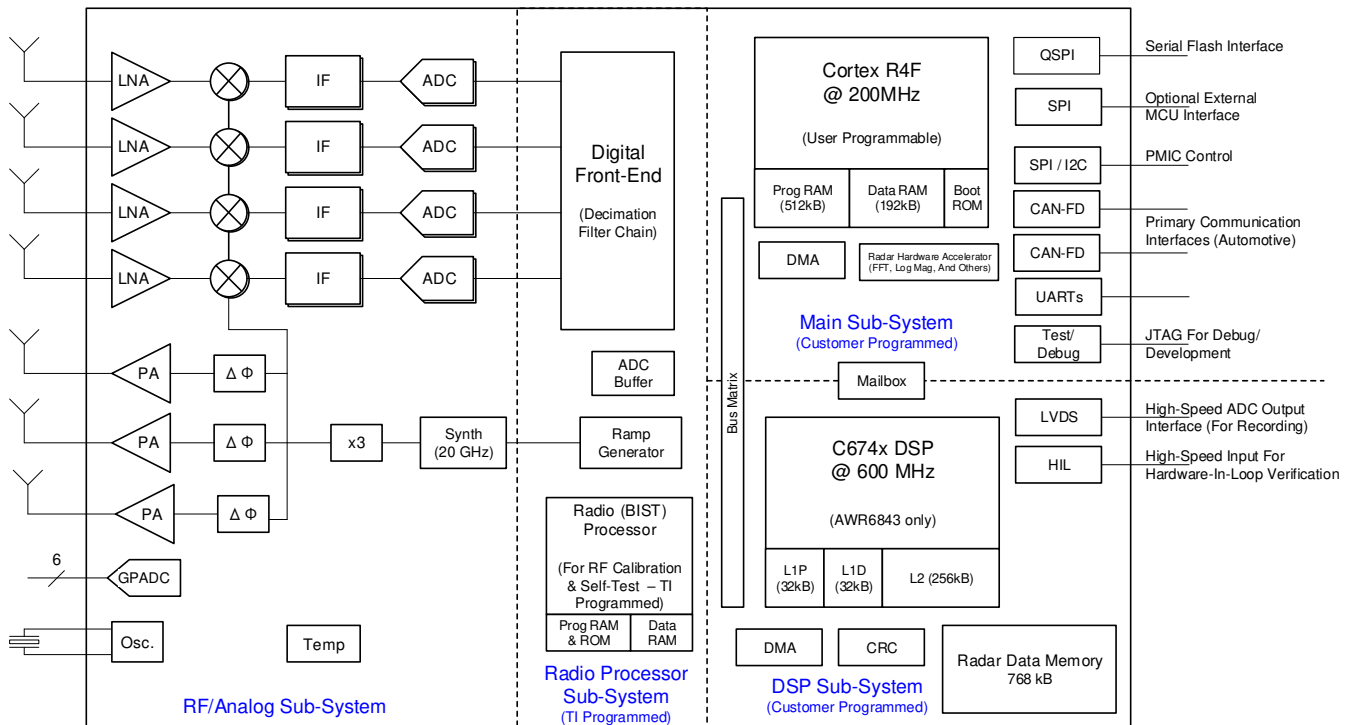 LNA
IF
ADC
LNA
IF
ADC
LNA
IF
ADC
LNA
IF
ADC
PA
Δ Φ
PA
Δ Φ
x3
Synth
(20 GHz)
PA
Δ Φ
6
GPADC
Osc.
Temp
RF/Analog Sub-System
Digital
Front-End
(Decimation
Filter Chain)
ADC
Buffer
Ramp
Generator
Radio (BIST)
Processor
(For RF Calibration
& Self-Test – TI
Programmed)
Prog RAM
& ROM
Data
RAM
Radio Processor
Sub-System
(TI Programmed)
Cortex R4F
@ 200MHz
(User Programmable)
Prog RAM
(512kB)
Data RAM
(192kB)
Boot
ROM
DMA
Radar Hardware Accelerator
(FFT, Log Mag, And Others)
Main Sub-System
(Customer Programmed)
Bus Matrix
Mailbox
C674x DSP
@ 600 MHz
(AWR6843 only)
L1P
(32kB)
L1D
(32kB)
L2 (256kB)
DMA
CRC
Radar Data Memory
768 kB
DSP Sub-System
(Customer Programmed)
QSPI
Serial Flash Interface
SPI
Optional External
MCU Interface
SPI / I2C
PMIC Control
CAN-FD
CAN-FD
Primary Communication
Interfaces (Automotive)
UARTs
Test/
Debug
JTAG For Debug/
Development
LVDS
High-Speed ADC Output
Interface (For Recording)
HIL
High-Speed Input For
Hardware-In-Loop Verification